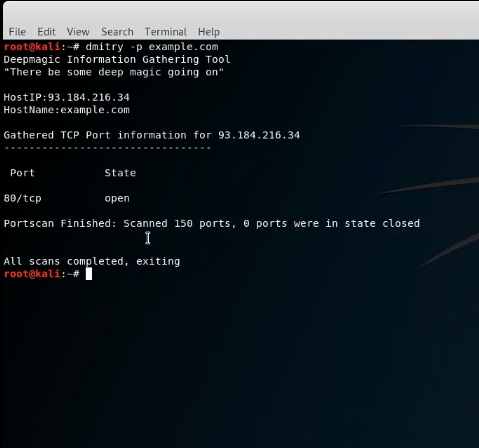 File Edit View Search Terminal Help
root@kali:~# dmitry -p example.com
Deepmagic Information Gathering Tool
"There be some deep magic going on"
HostIP:93.184.216.34
HostName:example.com
Gathered TCP Port information for 93.184.216.34
---------------------------------
Port State
80/tcp open
Portscan Finished: Scanned 150 ports, 0 ports were in state closed
All scans completed, exiting
root@kali:~#